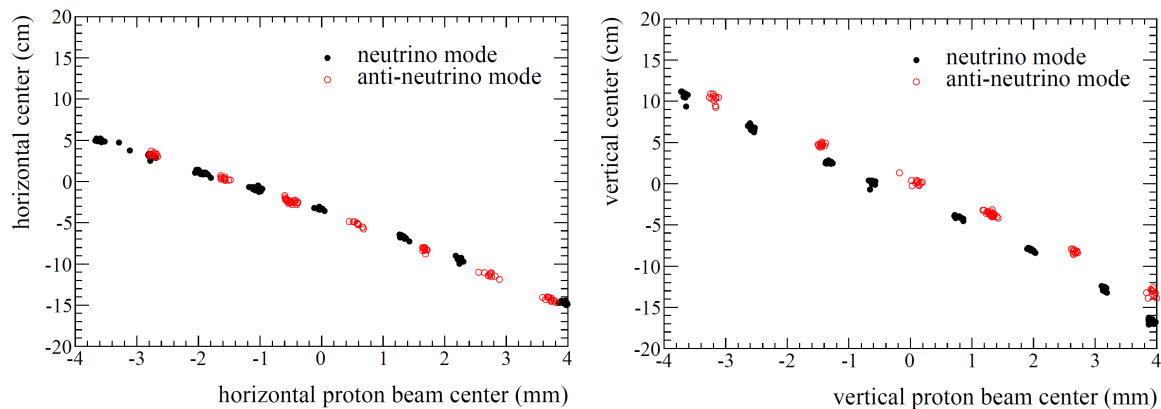 horizontal center (cm)
20
15
10
5
0
-5
-10
-15
-20
-4 -3 -2 -1 0 1 2 3 4
horizontal proton beam center (mm)
neutrino mode
anti-neutrino mode
vertical center (cm)
20
15
10
5
0
-5
-10
-15
-20
-4 -3 -2 -1 0 1 2 3 4
vertical proton beam center (mm)
neutrino mode
anti-neutrino mode